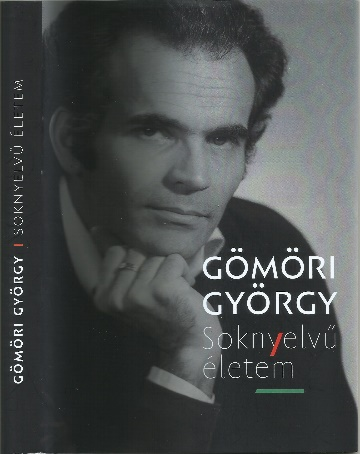 GÖMÖRI GYÖRGY | SOKNYELVŰ ÉLETEM
GÖMÖRI
GYÖRGY
Soknyelvű
életem